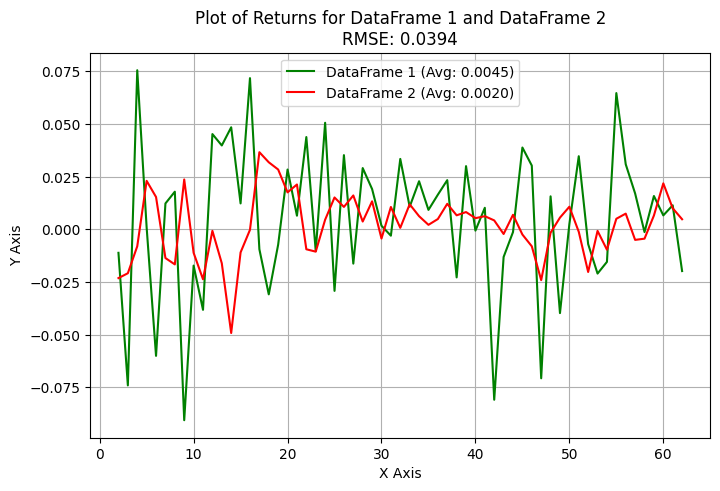 Plot of Returns for DataFrame 1 and DataFrame 2
RMSE: 0.0394
DataFrame 1 (Avg: 0.0045)
DataFrame 2 (Avg: 0.0020)
Y Axis
0.075
0.050
0.025
0.000
−0.025
−0.050
−0.075
0 10 20 30 40 50 60
X Axis